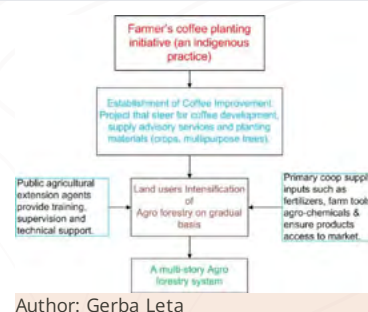 Farmer's coffee planting
initiative (an indigenous
practice)
Establishment of Coffee Improvement
Project that steer for coffee development,
supply advisory services and planting
materials (crops, multipurpose trees).
Public agricultural
extension agents
provide training,
supervision and
technical support.
Land users Intensification
of
Agro forestry on gradual
basis
Primary coop suppl
inputs such as
fertilizers, farm tools
agro-chemicals &
ensure products
access to market.
A multi-story Agro
forestry system
Author: Gerba Leta